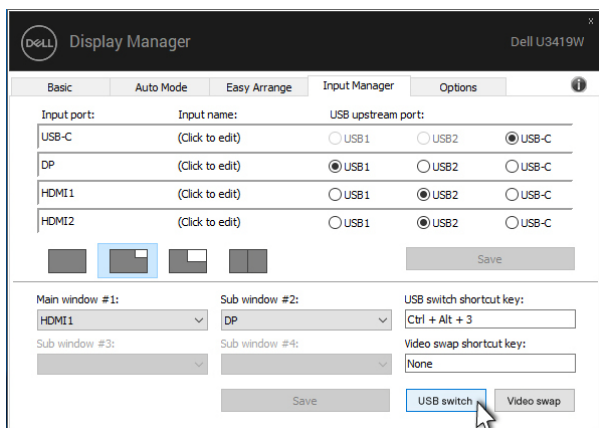 x
DELL Display Manager Dell U3419W
Basic Auto Mode Easy Arrange Input Manager Options i
Input port: Input name: USB upstream port:
USB-C (Click to edit) USB1 USB2 USB-C
DP (Click to edit) USB1 USB2 USB-C
HDMI1 (Click to edit) USB1 USB2 USB-C
HDMI2 (Click to edit) USB1 USB2 USB-C
Save
Main window #1: Sub window #2: USB switch shortcut key:
HDMI1 DP Ctrl + Alt + 3
Sub window #3: Sub window #4: Video swap shortcut key:
None
Save USB switch Video swap